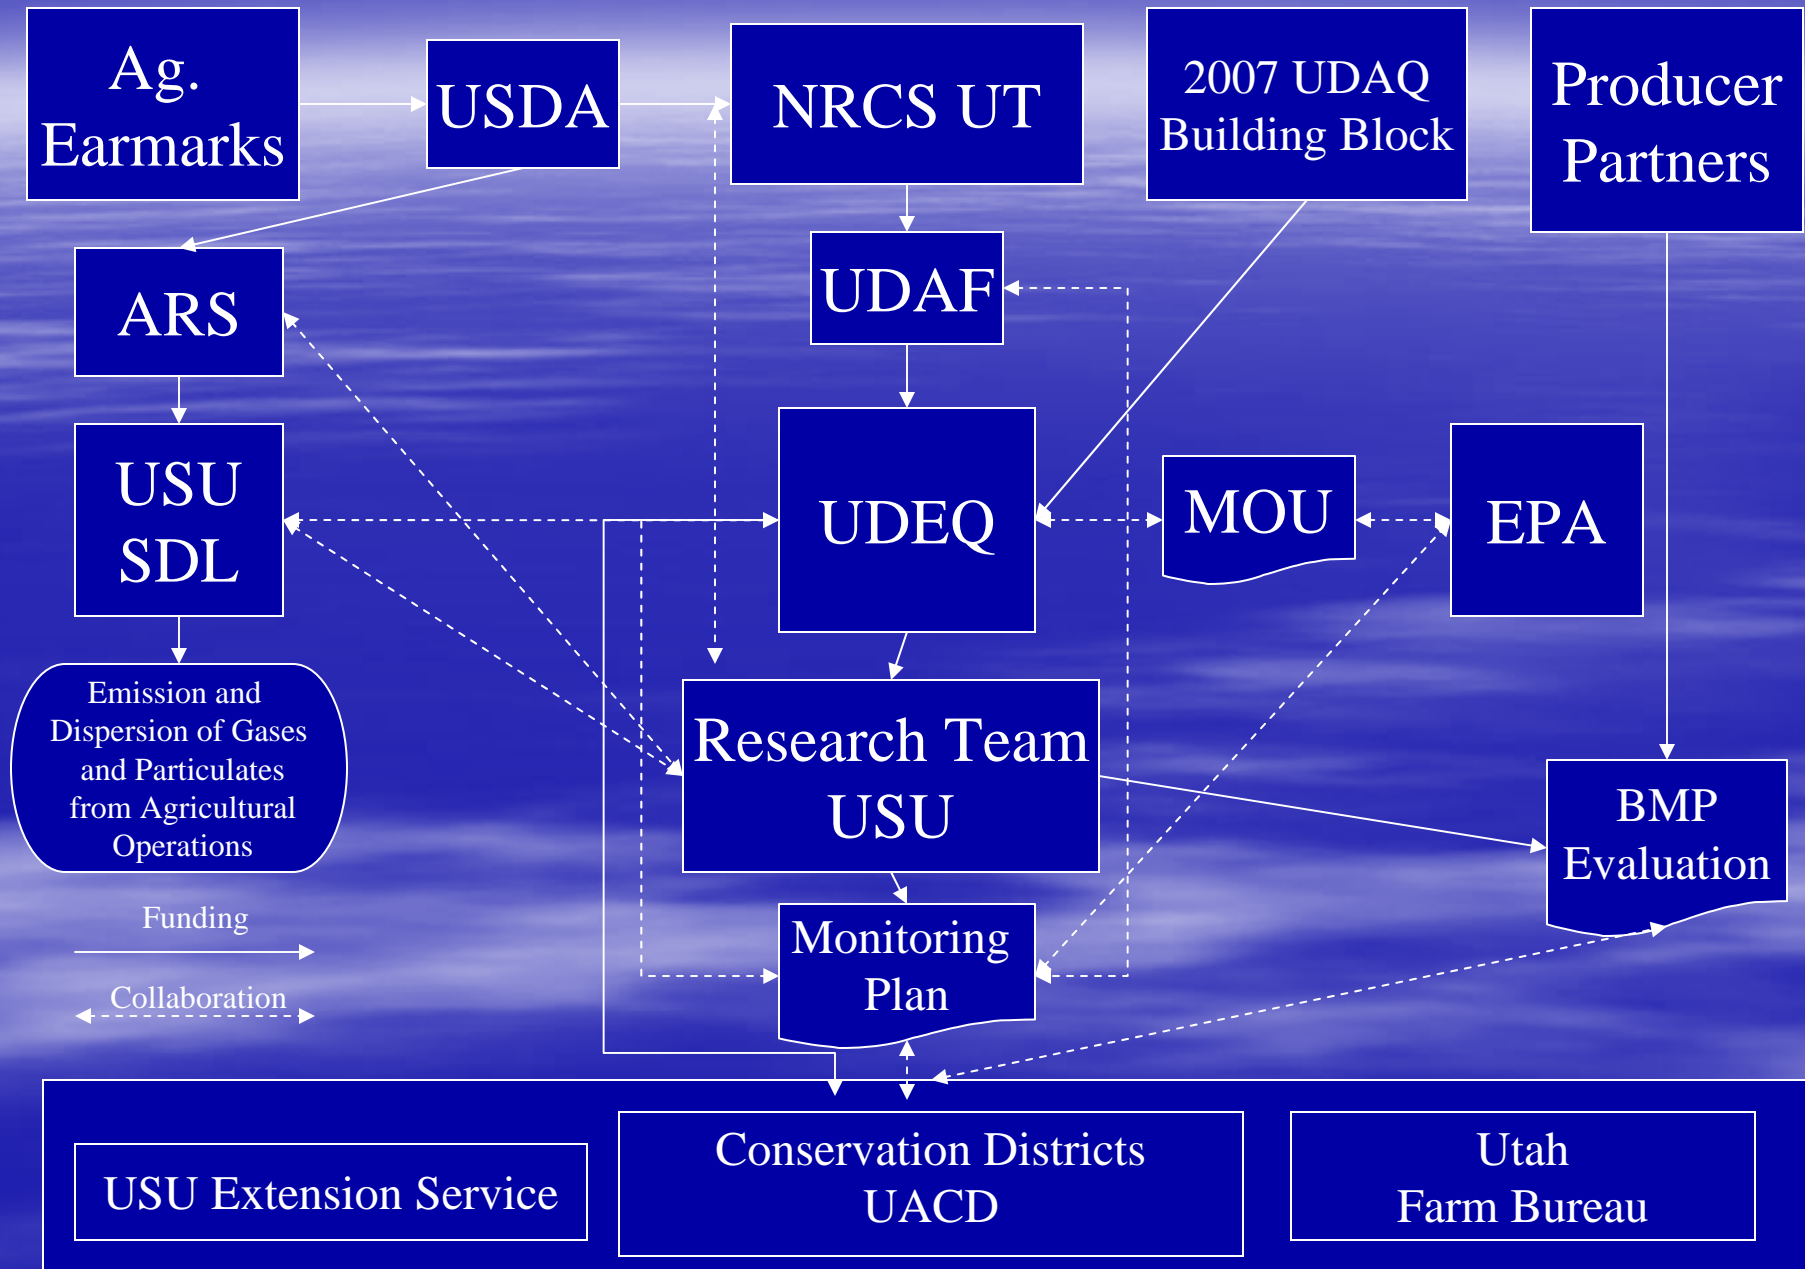 Ag.
Earmarks
USDA
NRCS UT
2007 UDAQ
Building Block
Producer
Partners
ARS
UDAF
USU
SDL
UDEQ
MOU
EPA
Emission and
Dispersion of Gases
and Particulates
from Agricultural
Operations
Research Team
USU
BMP
Evaluation
Funding
Collaboration
Monitoring
Plan
USU Extension Service
Conservation Districts
UACD
Utah
Farm Bureau